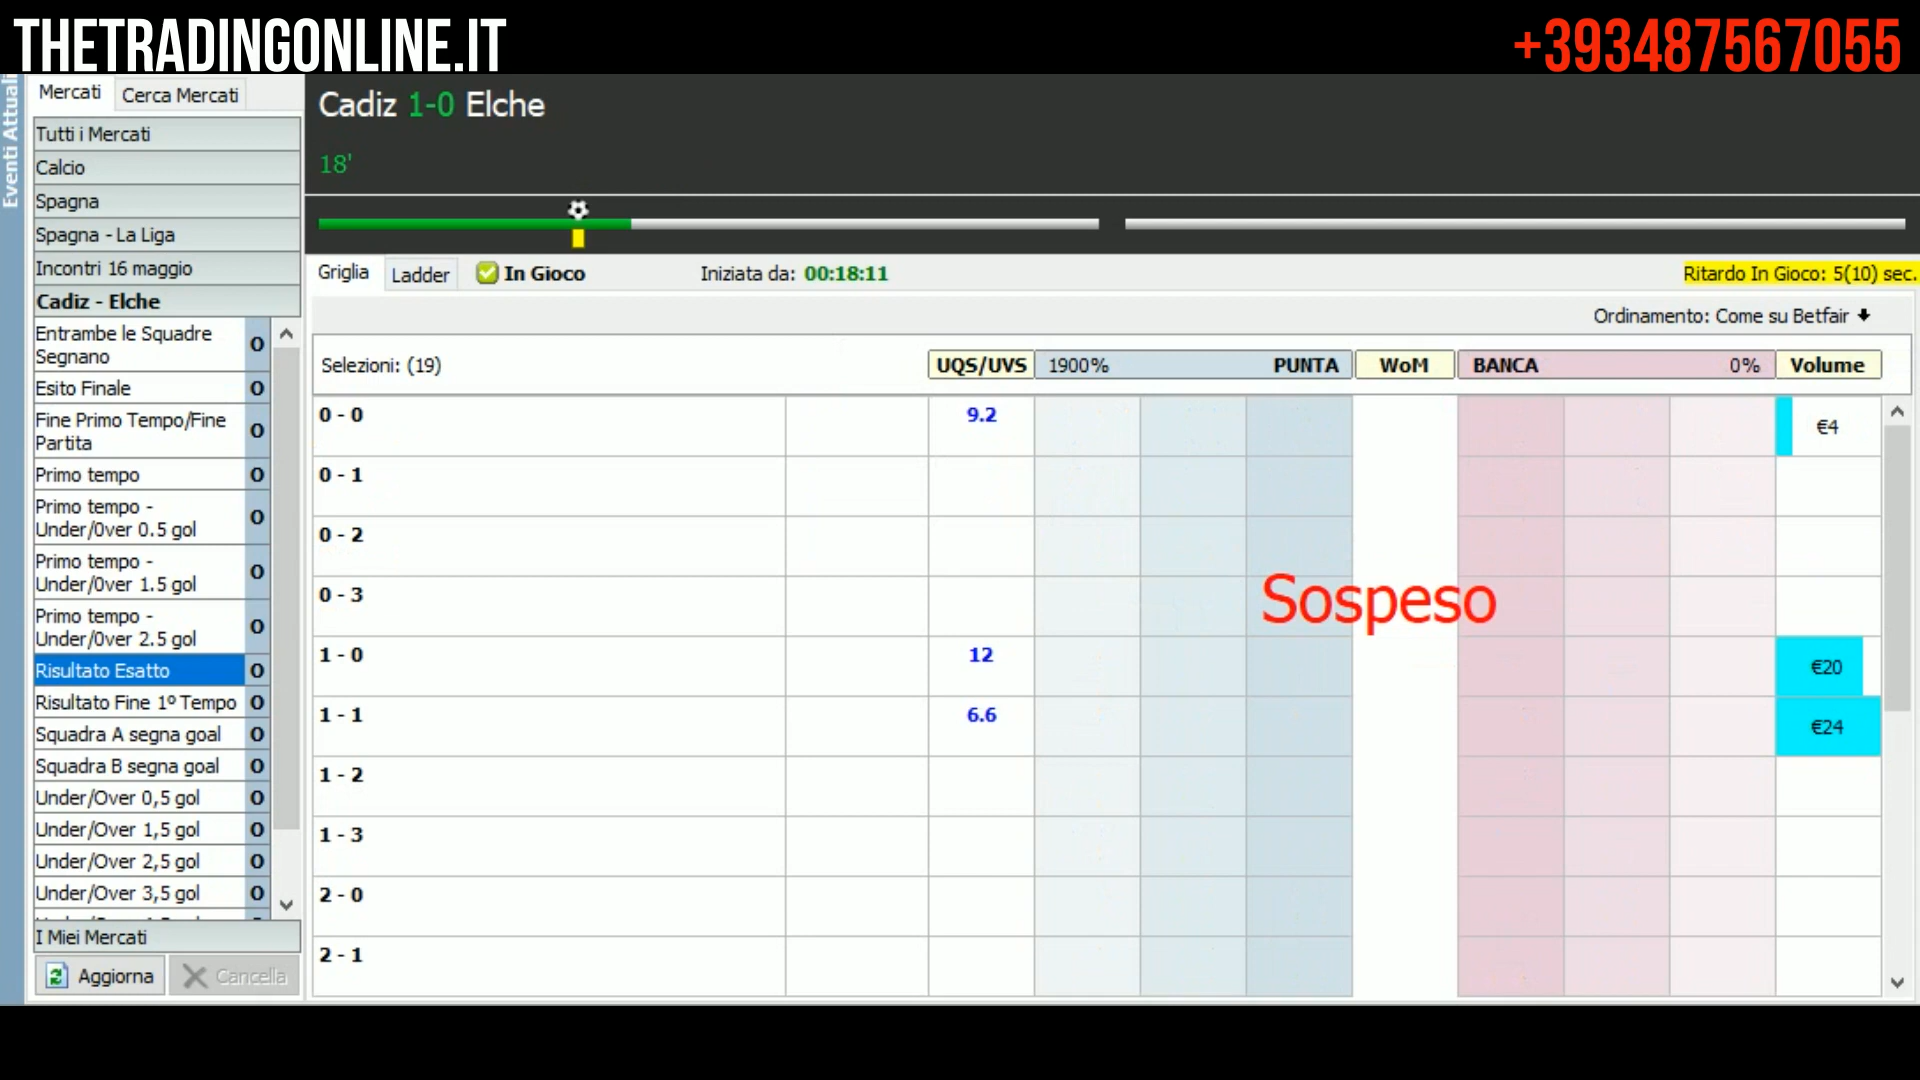 THETRADINGONLINE.IT
+393487567055
Eventi Attuali
Mercati
Cerca Mercati
Tutti i Mercati
Calcio
Spagna
Spagna - La Liga
Incontri 16 maggio
Cadiz - Elche
Entrambe le Squadre
Segnano
0
Esito Finale 0
Fine Primo Tempo/Fine
Partita
0
Primo tempo 0
Primo tempo -
Under/Over 0.5 gol
0
Primo tempo -
Under/Over 1.5 gol
0
Primo tempo -
Under/Over 2.5 gol
0
Risultato Esatto 0
Risultato Fine 1º Tempo 0
Squadra A segna goal 0
Squadra B segna goal 0
Under/Over 0,5 gol 0
Under/Over 1,5 gol 0
Under/Over 2,5 gol 0
Under/Over 3,5 gol 0
I Miei Mercati
Aggiorna
Cancella
Cadiz 1-0 Elche
18'
Griglia
Ladder
In Gioco
Iniziata da: 00:18:11
Ritardo In Gioco: 5(10) sec.
Ordinamento: Come su Betfair
Selezioni: (19)
UQS/UVS
1900% PUNTA
WoM
BANCA 0%
Volume
0 - 0 9.2 €4
0 - 1
0 - 2
0 - 3
Sospeso
1 - 0 12 €20
1 - 1 6.6 €24
1 - 2
1 - 3
2 - 0
2 - 1